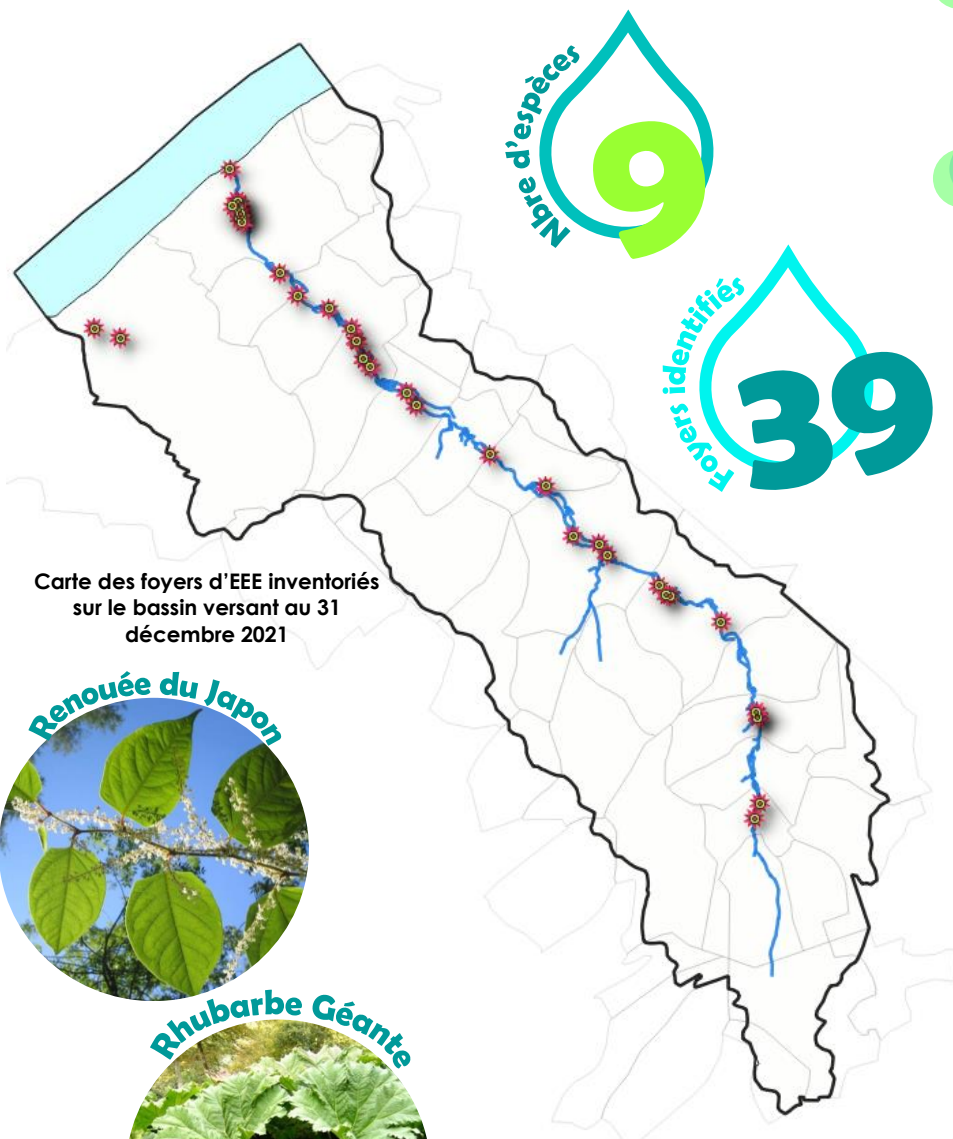 Nbre d'espèces
9
Foyers identifiés
39
Carte des foyers d'EEE inventoriés
sur le bassin versant au 31
décembre 2021
Renouée du Japon
Rhubarbe Géante